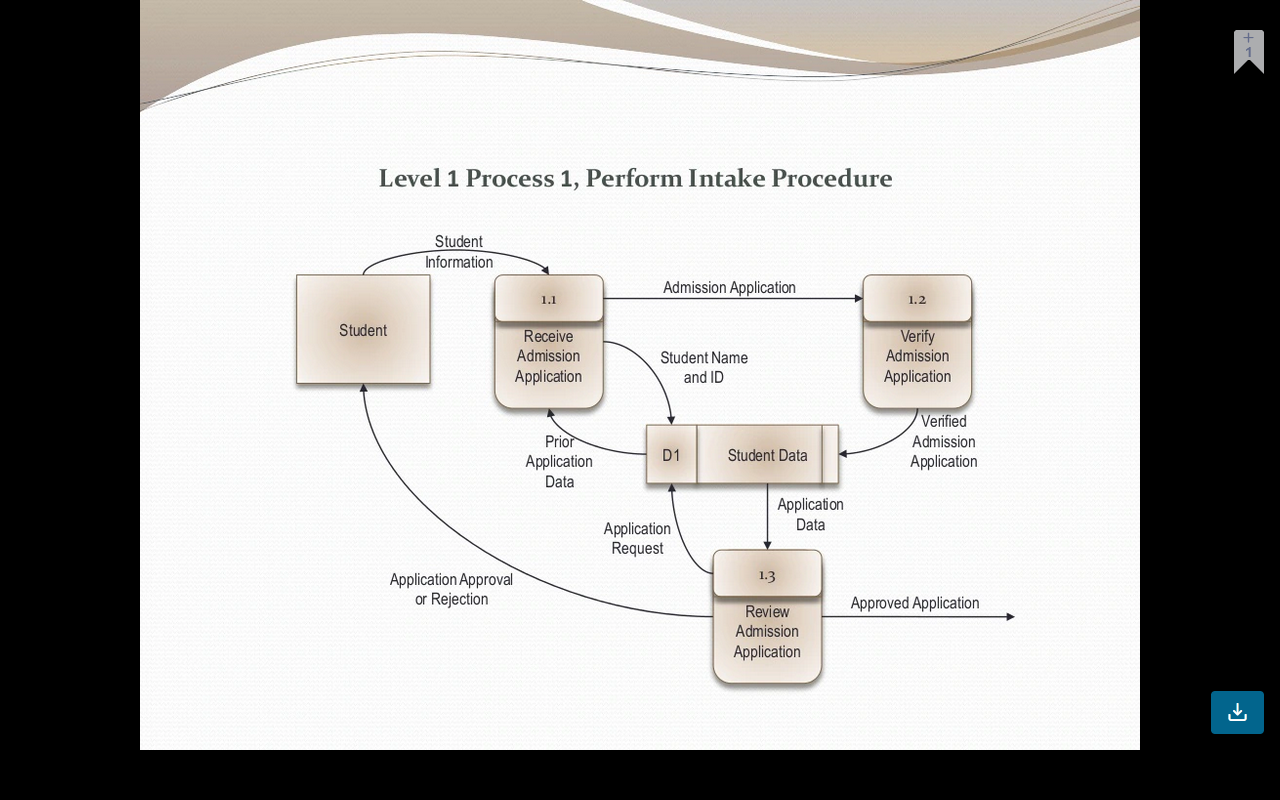 +
1
Level 1 Process 1, Perform Intake Procedure
Student
Information
Student
1.1
Receive
Admission
Application
Admission Application
1.2
Verify
Admission
Application
Student Name
and ID
Prior
Application
Data
D1
Student Data
Verified
Admission
Application
Application
Request
Application
Data
Application Approval
or Rejection
1.3
Review
Admission
Application
Approved Application